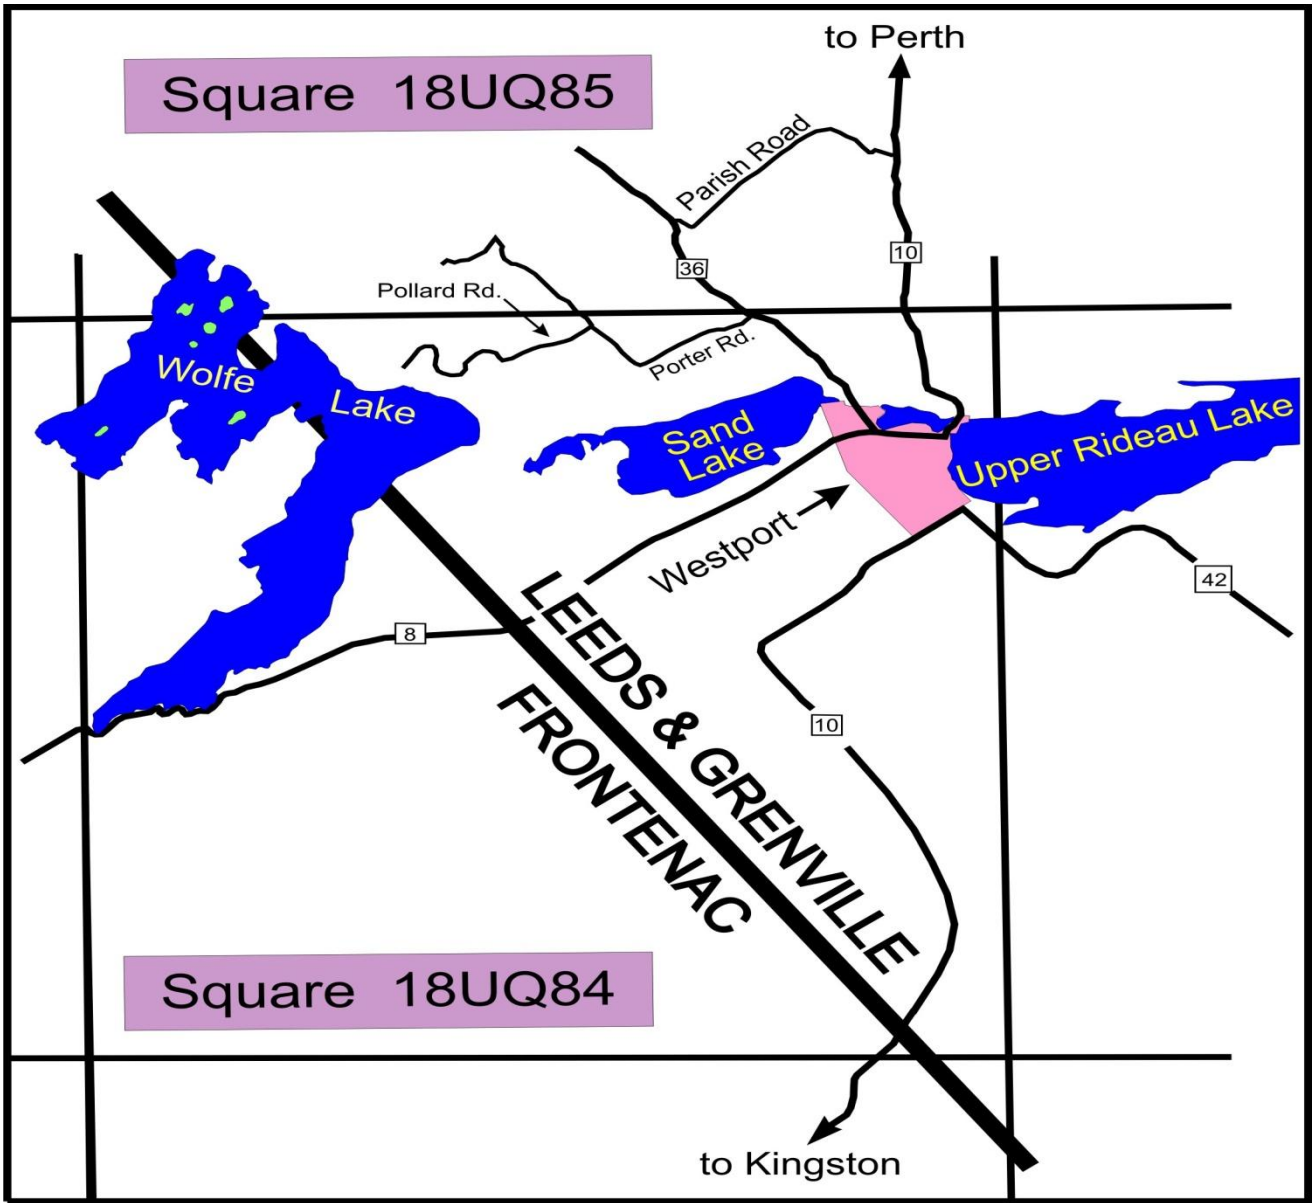 to Perth
Square 18UQ85
Parish Road
10
36
Pollard Rd.
Porter Rd.
Wolfe
Lake
Sand
Lake
Upper Rideau Lake
Westport
42
8
LEEDS & GRENVILLE
FRONTENAC
10
Square 18UQ84
to Kingston